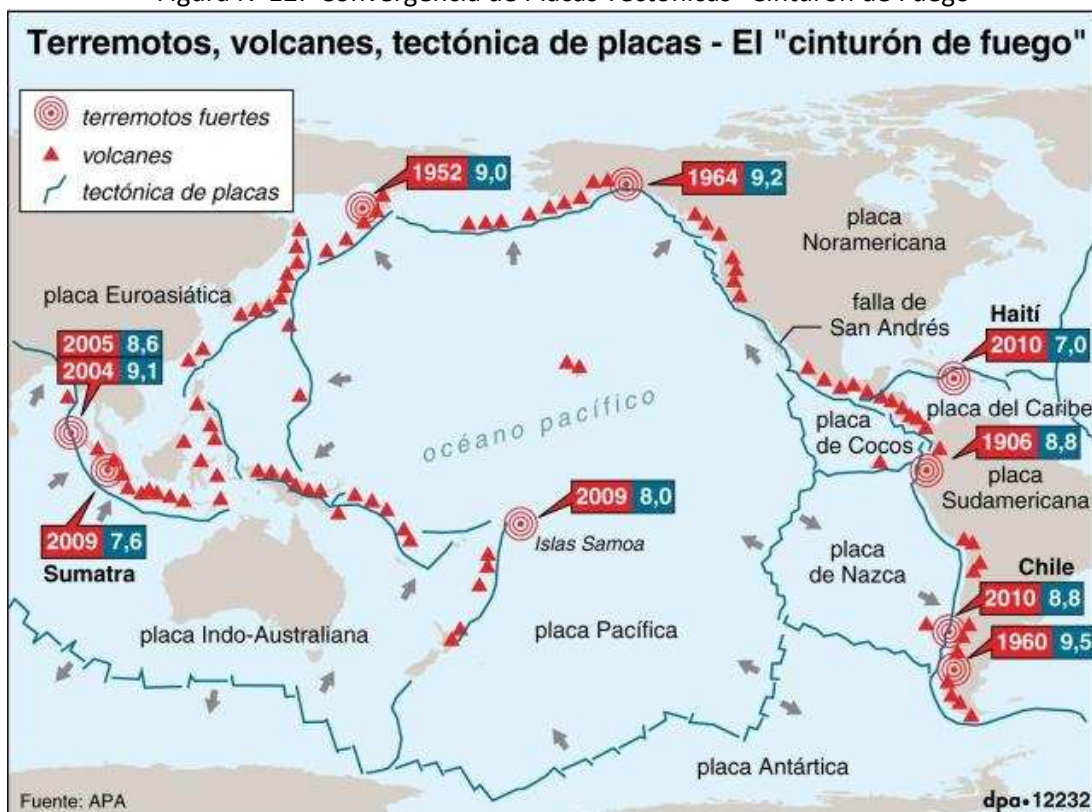 Terremotos, volcanes, tectónica de placas - El "cinturón de fuego"
terremotos fuertes
volcanes
tectónica de placas
1952 9,0
1964 9,2
placa
Noramericana
placa Euroasiática
falla de
San Andrés
Haití
2010 7,0
2005 8,6
2004 9,1
océano pacífico
placa del Caribe
placa
de Cocos
1906 8,8
placa
Sudamericana
2009 8,0
Islas Samoa
2009 7,6
Sumatra
placa
de Nazca
Chile
2010 8,8
1960 9,5
placa Indo-Australiana
placa Pacífica
placa Antártica
Fuente: APA
dpa•12232